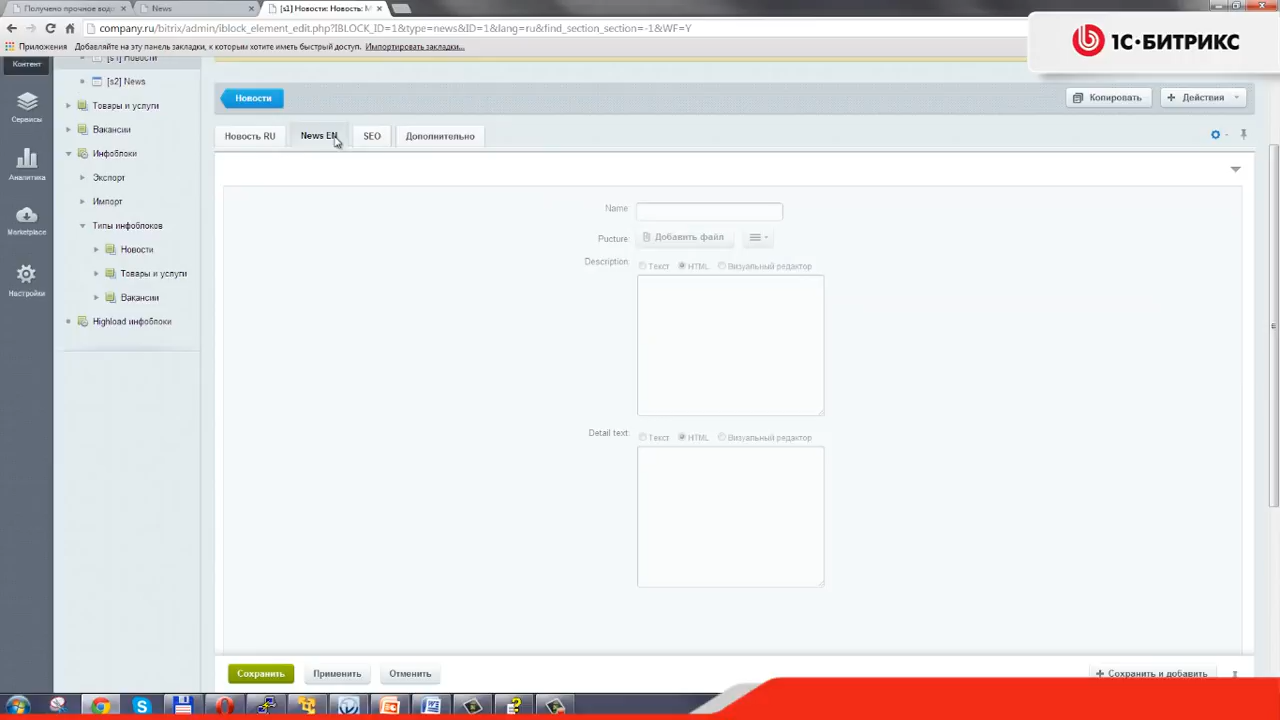 Получено прочное вод
News
[s1] Новости: Новость: М
company.ru/bitrix/admin/iblock_element_edit.php?IBLOCK_ID=1&type=news&ID=1&lang=ru&find_section_section=-1&WF=Y
1С·БИТРИКС
Приложения
Добавляйте на эту панель закладки, к которым хотите иметь быстрый доступ.
Импортировать закладки...
Контент
[s1] Новости
[s2] News
Товары и услуги
Вакансии
Инфоблоки
Экспорт
Импорт
Типы инфоблоков
Новости
Товары и услуги
Вакансии
Highload инфоблоки
Сервисы
Аналитика
Marketplace
Настройки
Новости
Копировать
Действия
Новость RU
News EN
SEO
Дополнительно
Name:
Pucture:
Добавить файл
Description:
Текст
HTML
Визуальный редактор
Detail text:
Текст
HTML
Визуальный редактор
Сохранить
Применить
Отменить
Сохранить и добавить